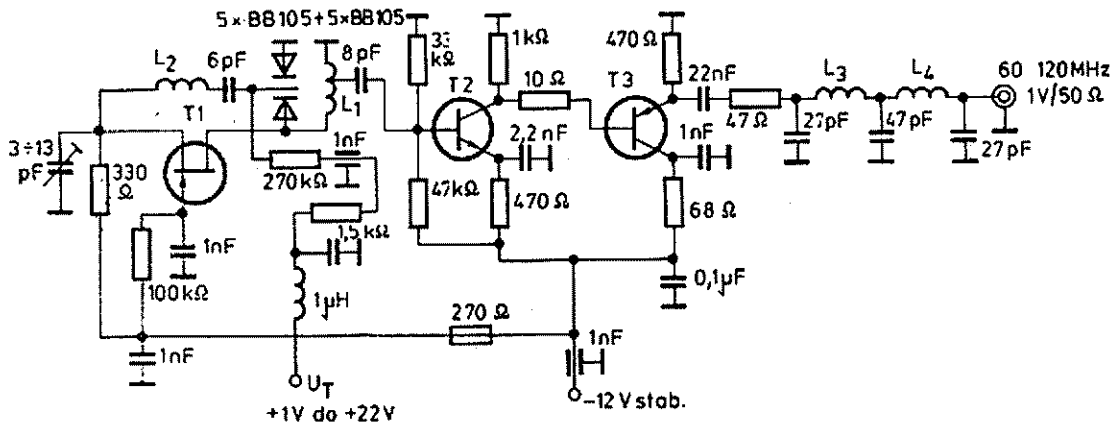 5×BB105+5×BB105
L2
6pF
8pF
33 kΩ
1kΩ
470Ω
T1
L1
T2
10Ω
T3
22nF
L3
L4
60 120MHz
1V/50Ω
3÷13 pF
330 Ω
270kΩ
1nF
2,2nF
1nF
47Ω
27pF
47pF
27pF
1nF
1,5kΩ
47kΩ
470Ω
68Ω
100kΩ
1µH
270Ω
0,1µF
1nF
1nF
UT
+1V do +22V
-12V stab.